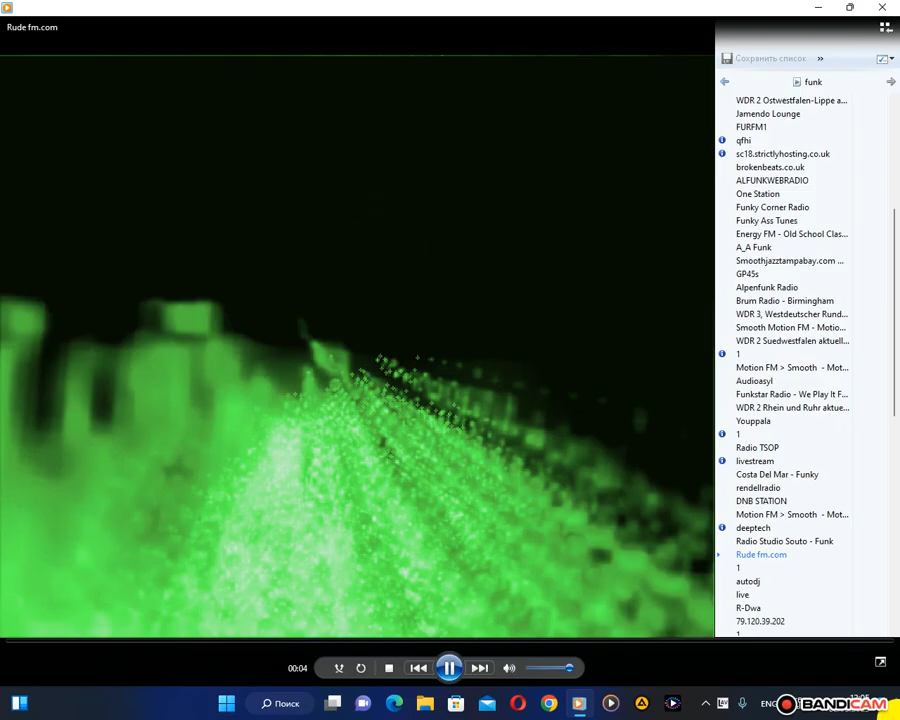 Rude fm.com
Сохранить список »
funk
WDR 2 Ostwestfalen-Lippe a...
Jamendo Lounge
FURFM1
qfhi
sc18.strictlyhosting.co.uk
brokenbeats.co.uk
ALFUNKWEBRADIO
One Station
Funky Corner Radio
Funky Ass Tunes
Energy FM - Old School Clas...
A_A Funk
Smoothjazztampabay.com ...
GP45s
Alpenfunk Radio
Brum Radio - Birmingham
WDR 3, Westdeutscher Rund...
Smooth Motion FM - Motio...
WDR 2 Suedwestfalen aktuell...
1
Motion FM > Smooth - Mot...
Audioasyl
Funkstar Radio - We Play It F...
WDR 2 Rhein und Ruhr aktue...
Youppala
1
Radio TSOP
livestream
Costa Del Mar - Funky
rendellradio
DNB STATION
Motion FM > Smooth - Mot...
deeptech
Radio Studio Souto - Funk
Rude fm.com
1
autodj
live
R-Dwa
79.120.39.202
1
00:04
Поиск
ENG
BANDICAM